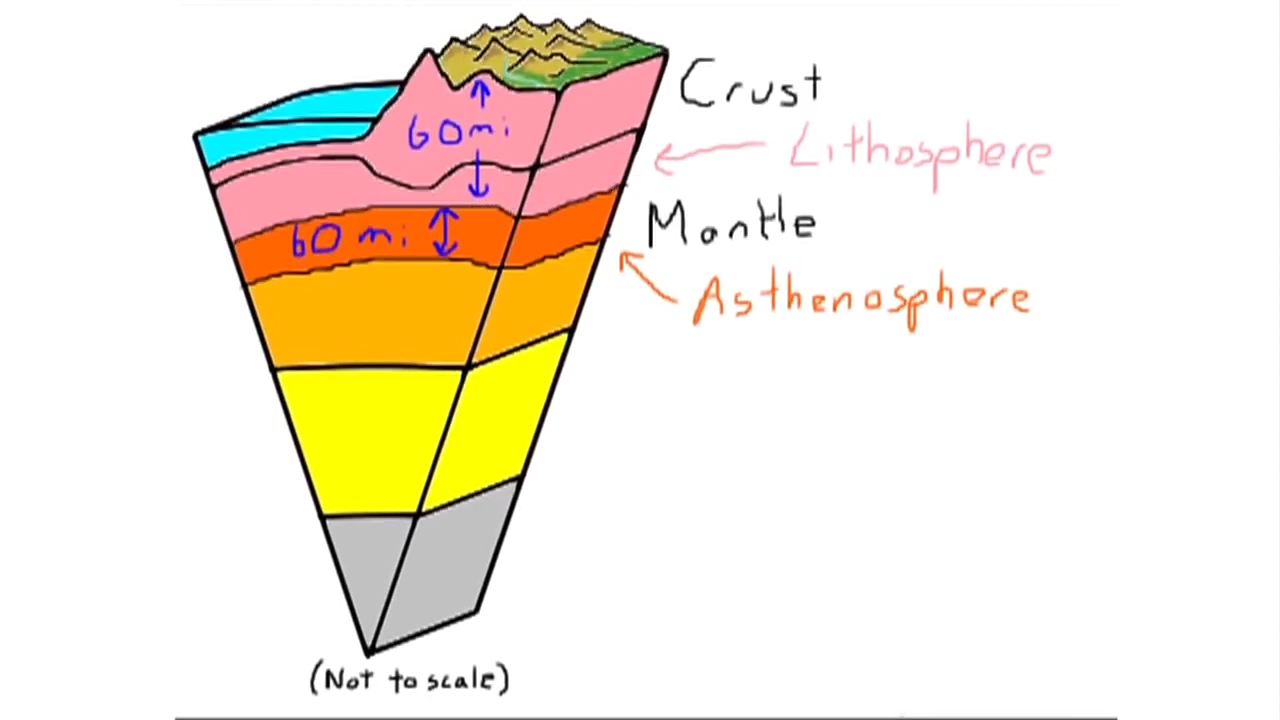 Crust
60mi
Lithosphere
Mantle
60 mi
Asthenosphere
(Not to scale)